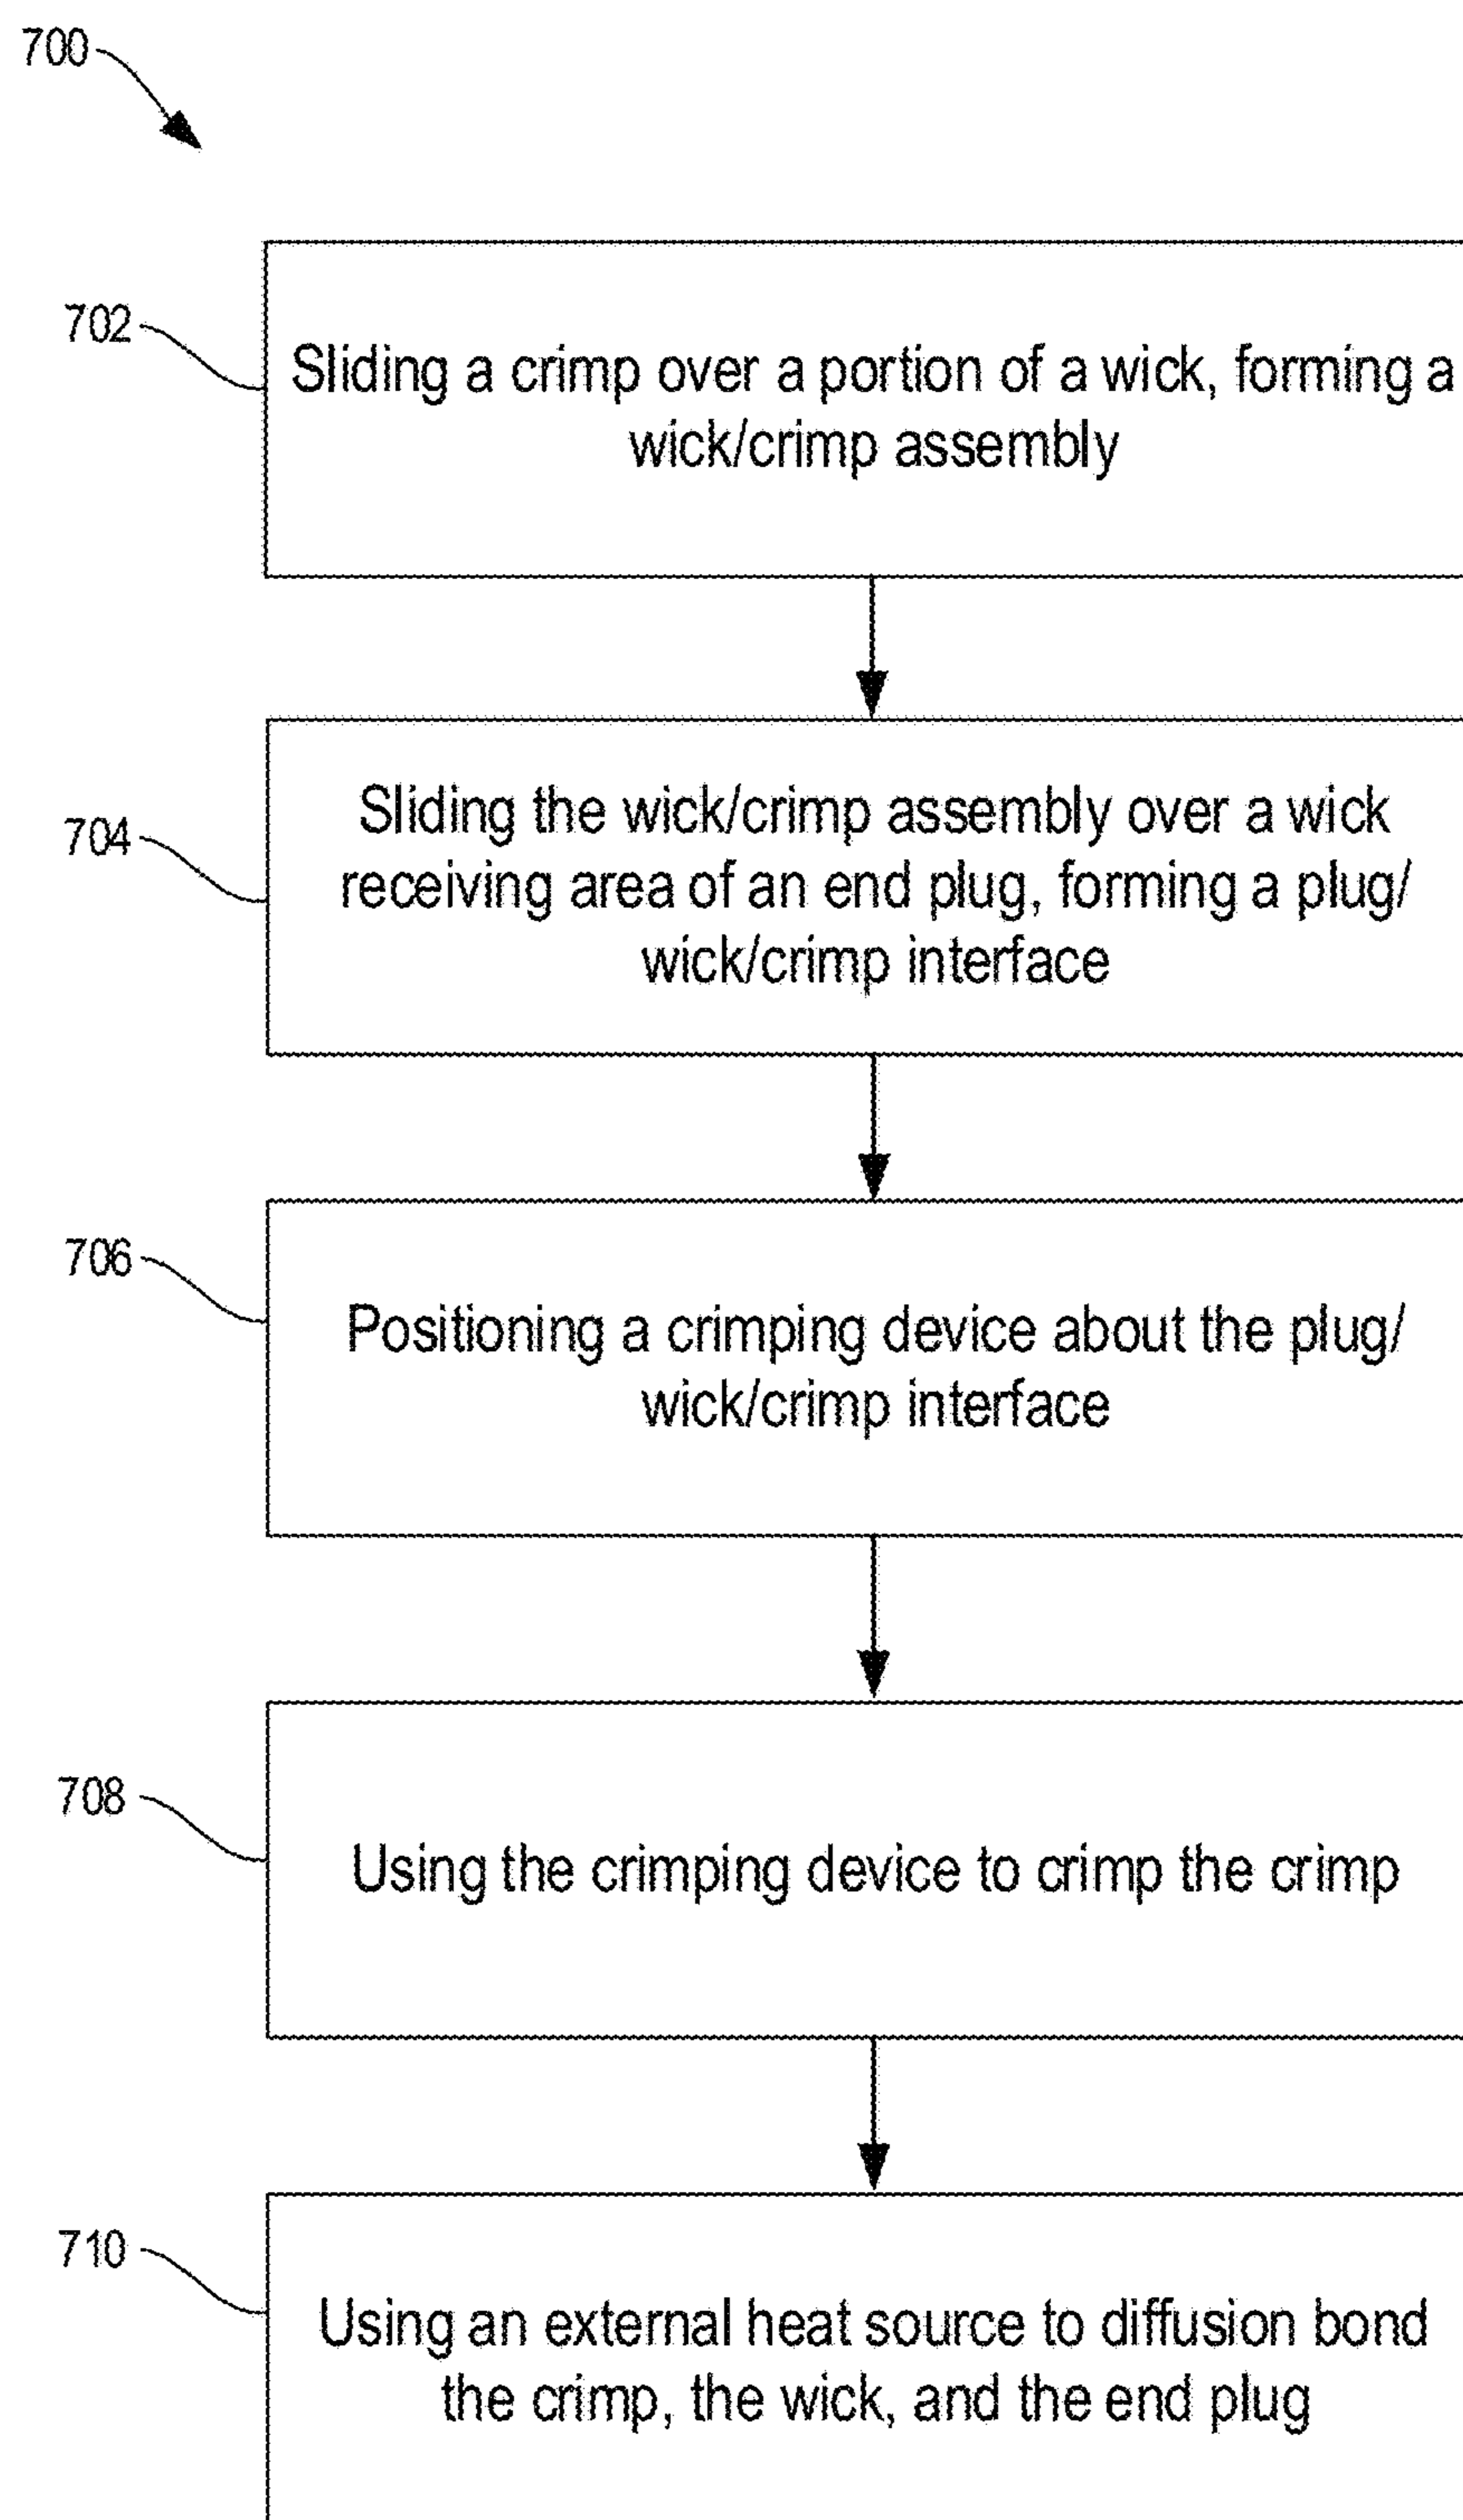 700
702
Sliding a crimp over a portion of a wick, forming a
wick/crimp assembly
704
Sliding the wick/crimp assembly over a wick
receiving area of an end plug, forming a plug/
wick/crimp interface
706
Positioning a crimping device about the plug/
wick/crimp interface
708
Using the crimping device to crimp the crimp
710
Using an external heat source to diffusion bond
the crimp, the wick, and the end plug